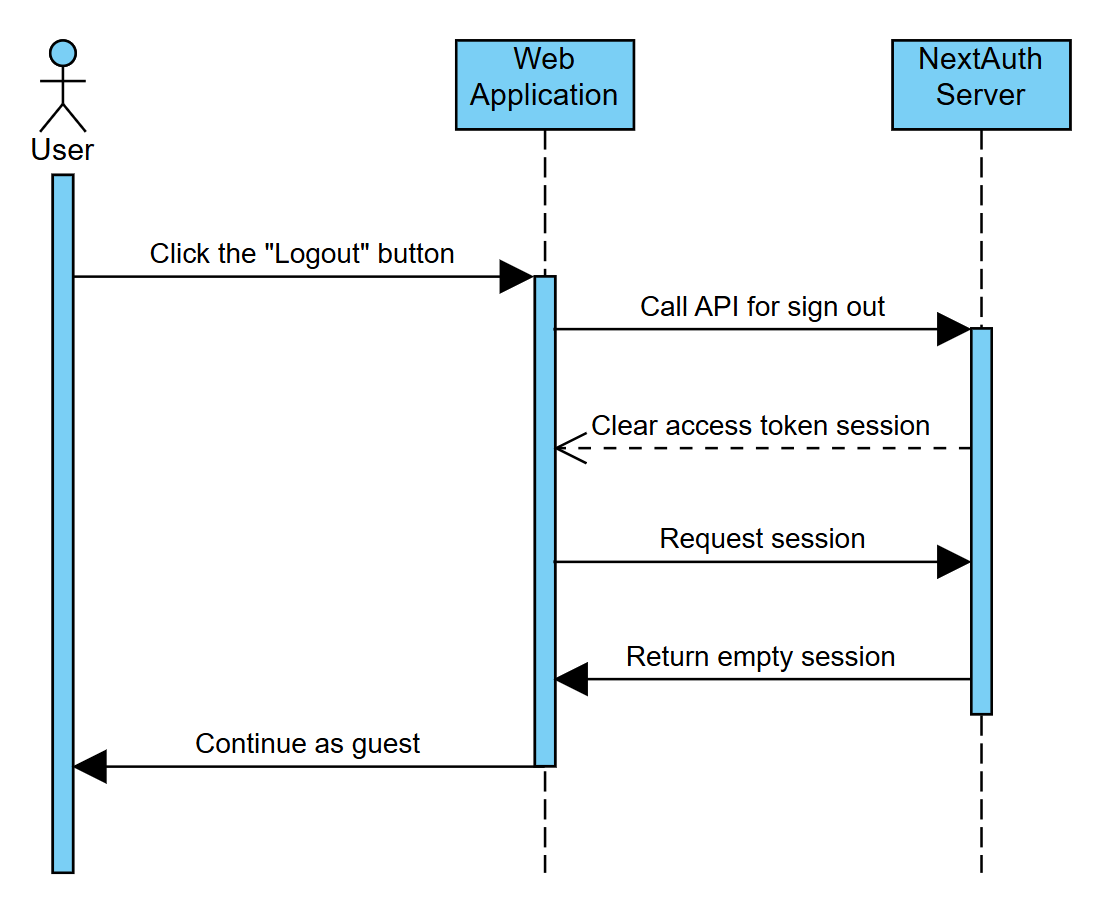 Web
Application
NextAuth
Server
User
Click the "Logout" button
Call API for sign out
Clear access token session
Request session
Return empty session
Continue as guest